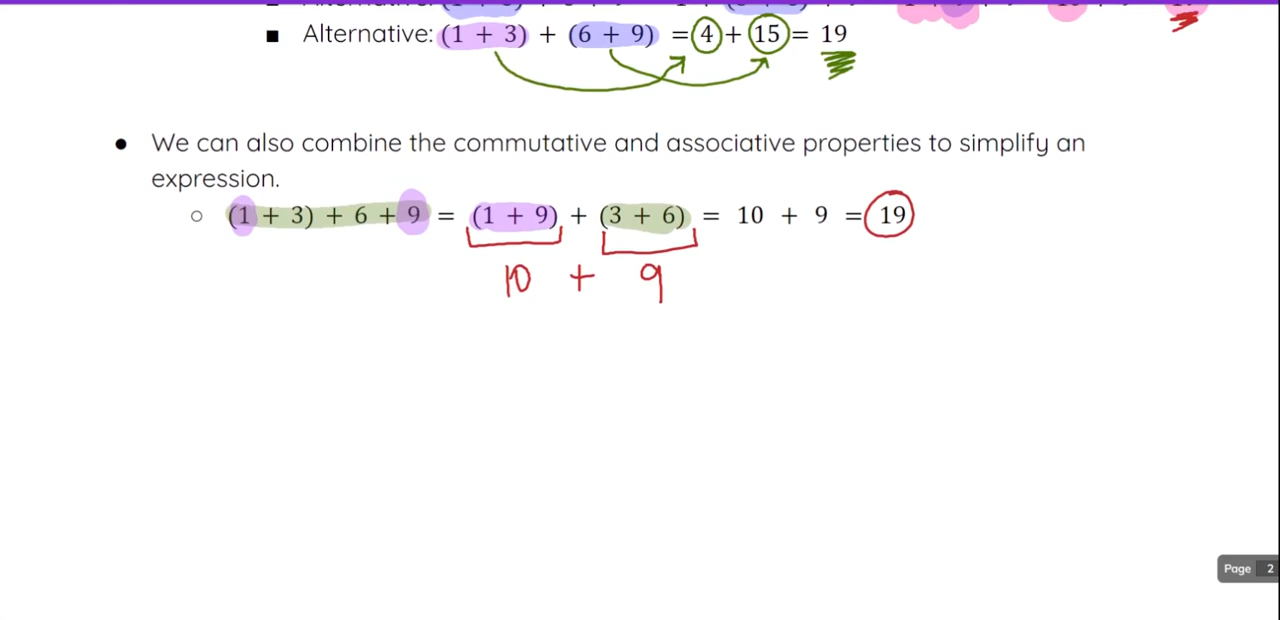 ■ Alternative: (1 + 3) + (6 + 9) = 4 + 15 = 19
● We can also combine the commutative and associative properties to simplify an
expression.
○ (1 + 3) + 6 + 9 = (1 + 9) + (3 + 6) = 10 + 9 = 19
10 + 9
Page 2